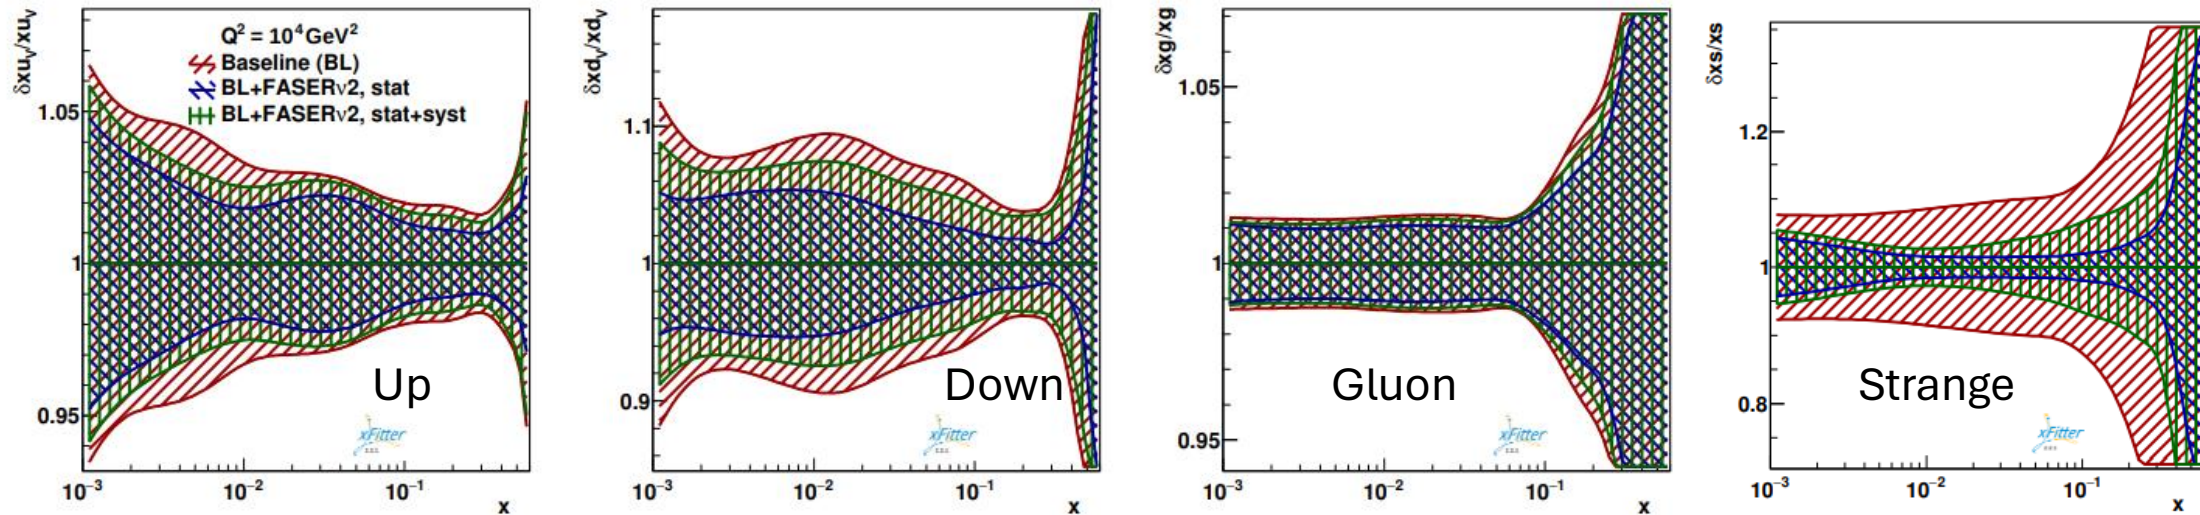 δxu_V/xu_V
Q² = 10⁴ GeV²
Baseline (BL)
BL+FASERν2, stat
BL+FASERν2, stat+syst
1.05
1
0.95
Up
xFitter
10⁻³ 10⁻² 10⁻¹
x
δxd_V/xd_V
1.1
1
0.9
Down
xFitter
10⁻³ 10⁻² 10⁻¹
x
δxg/xg
1.05
1
0.95
Gluon
xFitter
10⁻³ 10⁻² 10⁻¹
x
δxs/xs
1.2
1
0.8
Strange
xFitter
10⁻³ 10⁻² 10⁻¹
x